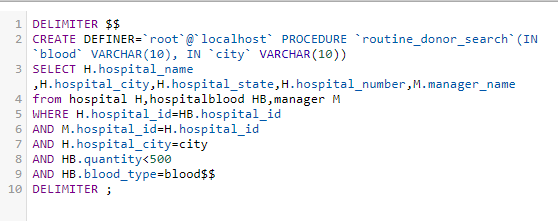 1 DELIMITER $$
2 CREATE DEFINER=`root`@`localhost` PROCEDURE `routine_donor_search`(IN
`blood` VARCHAR(10), IN `city` VARCHAR(10))
3 SELECT H.hospital_name
,H.hospital_city,H.hospital_state,H.hospital_number,M.manager_name
4 from hospital H,hospitalblood HB,manager M
5 WHERE H.hospital_id=HB.hospital_id
6 AND M.hospital_id=H.hospital_id
7 AND H.hospital_city=city
8 AND HB.quantity<500
9 AND HB.blood_type=blood$$
10 DELIMITER ;